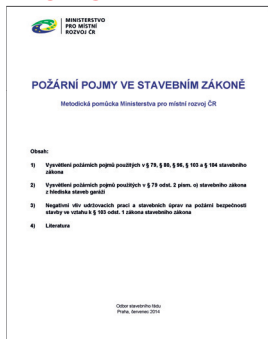 MINISTERSTVO
PRO MÍSTNÍ
ROZVOJ ČR
POŽÁRNÍ POJMY VE STAVEBNÍM ZÁKONĚ
Metodická pomůcka Ministerstva pro místní rozvoj ČR
Obsah:
1) Vysvětlení požárních pojmů použitých v § 79, § 80, § 96, § 103 a § 104 stavebního
zákona
2) Vysvětlení požárních pojmů použitých v § 79 odst. 2 písm. o) stavebního zákona
z hlediska staveb garáží
3) Negativní vliv udržovacích prací a stavebních úprav na požární bezpečnosti
stavby ve vztahu k § 103 odst. 1 zákona stavebního zákona
4) Literatura
Odbor stavebního řádu
Praha, červenec 2014